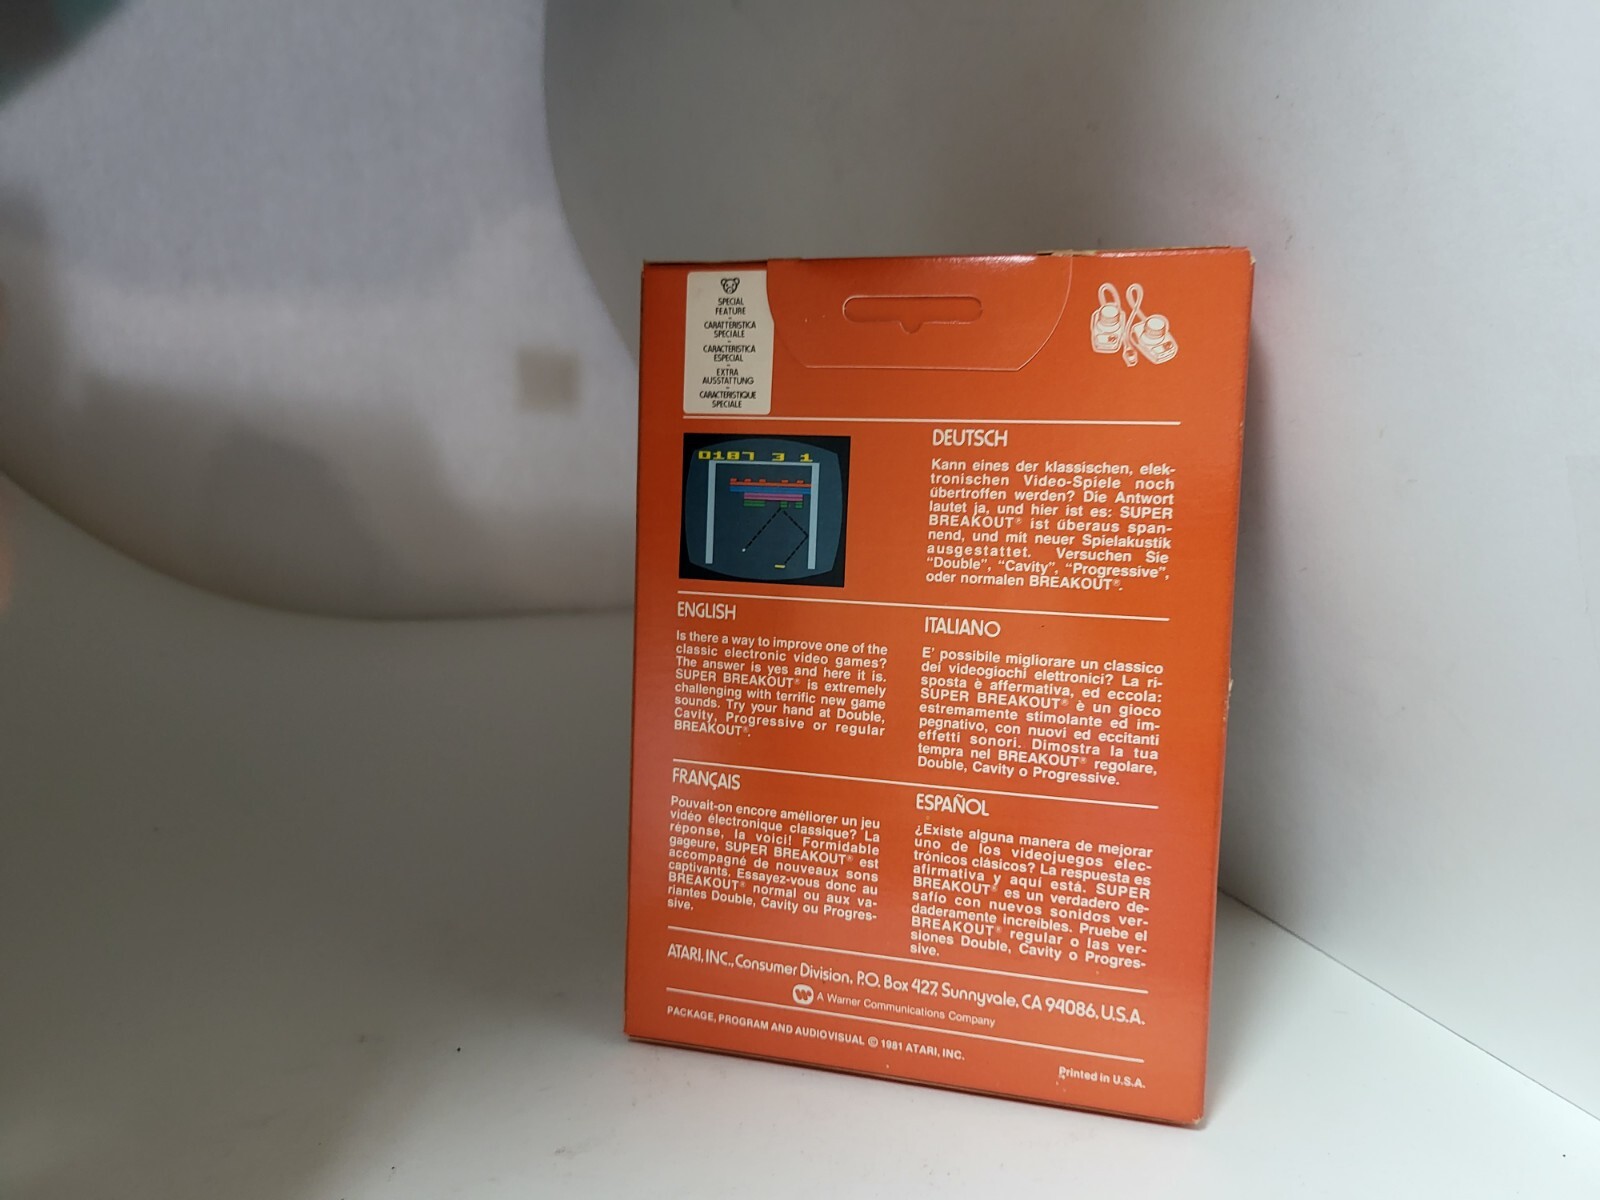 SPECIAL
FEATURE
-
CARATTERISTICA
SPECIALE
-
CARACTERISTICA
ESPECIAL
-
EXTRA
AUSSTATTUNG
-
CARACTERISTIQUE
SPECIALE
0187 3 1
DEUTSCH
Kann eines der klassischen, elek-
tronischen Video-Spiele noch
übertroffen werden? Die Antwort
lautet ja, und hier ist es: SUPER
BREAKOUT® ist überaus span-
nend, und mit neuer Spielakustik
ausgestattet. Versuchen Sie
"Double", "Cavity", "Progressive",
oder normalen BREAKOUT®.
ENGLISH
Is there a way to improve one of the
classic electronic video games?
The answer is yes and here it is.
SUPER BREAKOUT® is extremely
challenging with terrific new game
sounds. Try your hand at Double,
Cavity, Progressive or regular
BREAKOUT®.
ITALIANO
E' possibile migliorare un classico
dei videogiochi elettronici? La ri-
sposta è affermativa, ed eccola:
SUPER BREAKOUT® è un gioco
estremamente stimolante ed im-
pegnativo, con nuovi ed eccitanti
effetti sonori. Dimostra la tua
tempra nel BREAKOUT® regolare,
Double, Cavity o Progressive.
FRANÇAIS
Pouvait-on encore améliorer un jeu
vidéo électronique classique? La
réponse, la voici! Formidable
gageure, SUPER BREAKOUT® est
accompagné de nouveaux sons
captivants. Essayez-vous donc au
BREAKOUT® normal ou aux va-
riantes Double, Cavity ou Progres-
sive.
ESPAÑOL
¿Existe alguna manera de mejorar
uno de los videojuegos elec-
trónicos clásicos? La respuesta es
afirmativa y aquí está. SUPER
BREAKOUT® es un verdadero de-
safío con nuevos sonidos ver-
daderamente increíbles. Pruebe el
BREAKOUT® regular o las ver-
siones Double, Cavity o Progres-
sive.
ATARI, INC., Consumer Division, P.O. Box 427, Sunnyvale, CA 94086, U.S.A.
A Warner Communications Company
PACKAGE, PROGRAM AND AUDIOVISUAL © 1981 ATARI, INC.
Printed in U.S.A.